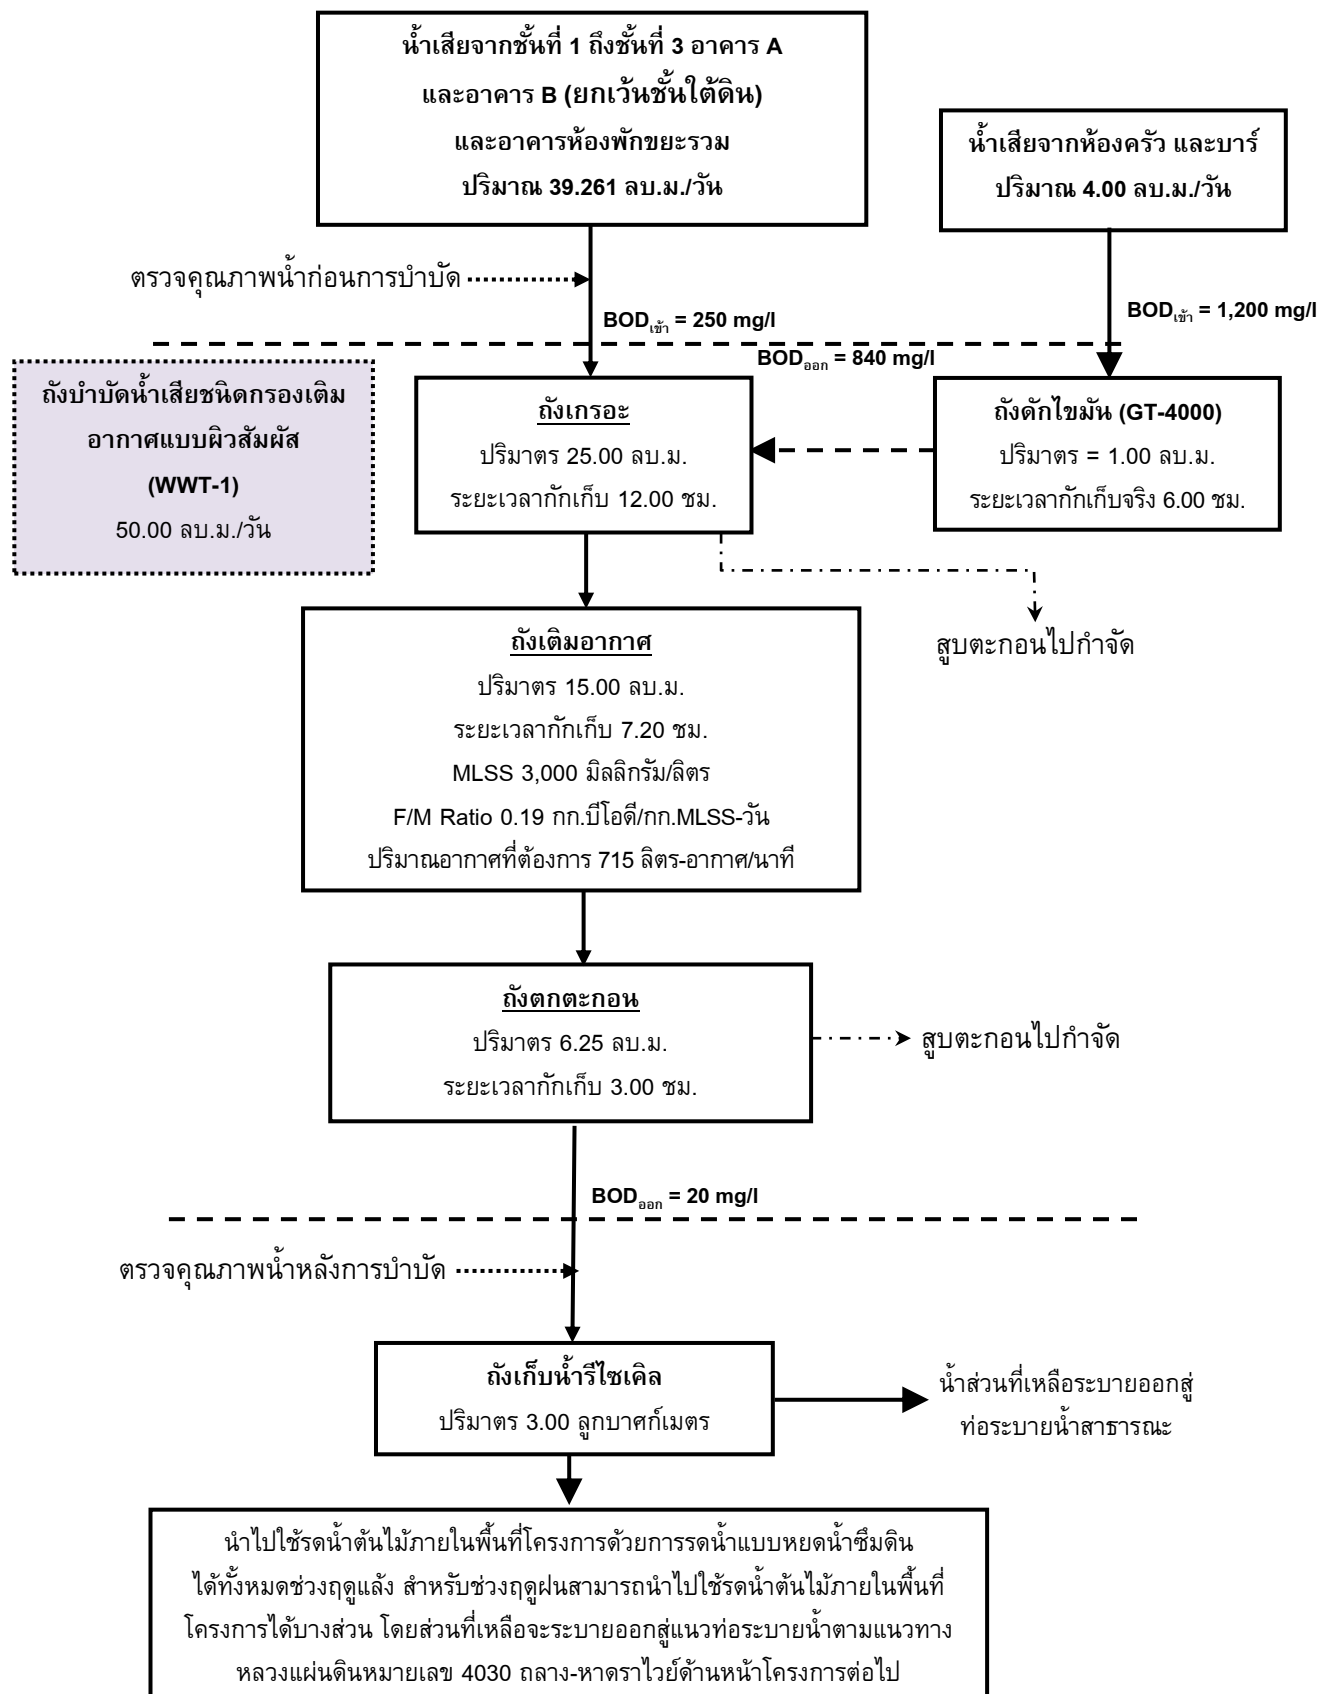 น้ำเสียจากชั้นที่ 1 ถึงชั้นที่ 3 อาคาร A
และอาคาร B (ยกเว้นชั้นใต้ดิน)
และอาคารห้องพักขยะรวม
ปริมาณ 39.261 ลบ.ม./วัน
น้ำเสียจากห้องครัว และบาร์
ปริมาณ 4.00 ลบ.ม./วัน
ตรวจคุณภาพน้ำก่อนการบำบัด
BODเข้า = 250 mg/l
BODเข้า = 1,200 mg/l
BODออก = 840 mg/l
ถังบำบัดน้ำเสียชนิดกรองเติม
อากาศแบบผิวสัมผัส
(WWT-1)
50.00 ลบ.ม./วัน
ถังเกรอะ
ปริมาตร 25.00 ลบ.ม.
ระยะเวลากักเก็บ 12.00 ชม.
ถังดักไขมัน (GT-4000)
ปริมาตร = 1.00 ลบ.ม.
ระยะเวลากักเก็บจริง 6.00 ชม.
สูบตะกอนไปกำจัด
ถังเติมอากาศ
ปริมาตร 15.00 ลบ.ม.
ระยะเวลากักเก็บ 7.20 ชม.
MLSS 3,000 มิลลิกรัม/ลิตร
F/M Ratio 0.19 กก.บีโอดี/กก.MLSS-วัน
ปริมาณอากาศที่ต้องการ 715 ลิตร-อากาศ/นาที
ถังตกตะกอน
ปริมาตร 6.25 ลบ.ม.
ระยะเวลากักเก็บ 3.00 ชม.
สูบตะกอนไปกำจัด
BODออก = 20 mg/l
ตรวจคุณภาพน้ำหลังการบำบัด
ถังเก็บน้ำรีไซเคิล
ปริมาตร 3.00 ลูกบาศก์เมตร
น้ำส่วนที่เหลือระบายออกสู่
ท่อระบายน้ำสาธารณะ
นำไปใช้รดน้ำต้นไม้ภายในพื้นที่โครงการด้วยการรดน้ำแบบหยดน้ำซึมดิน
ได้ทั้งหมดช่วงฤดูแล้ง สำหรับช่วงฤดูฝนสามารถนำไปใช้รดน้ำต้นไม้ภายในพื้นที่
โครงการได้บางส่วน โดยส่วนที่เหลือจะระบายออกสู่แนวท่อระบายน้ำตามแนวทาง
หลวงแผ่นดินหมายเลข 4030 ถลาง-หาดราไวย์ด้านหน้าโครงการต่อไป